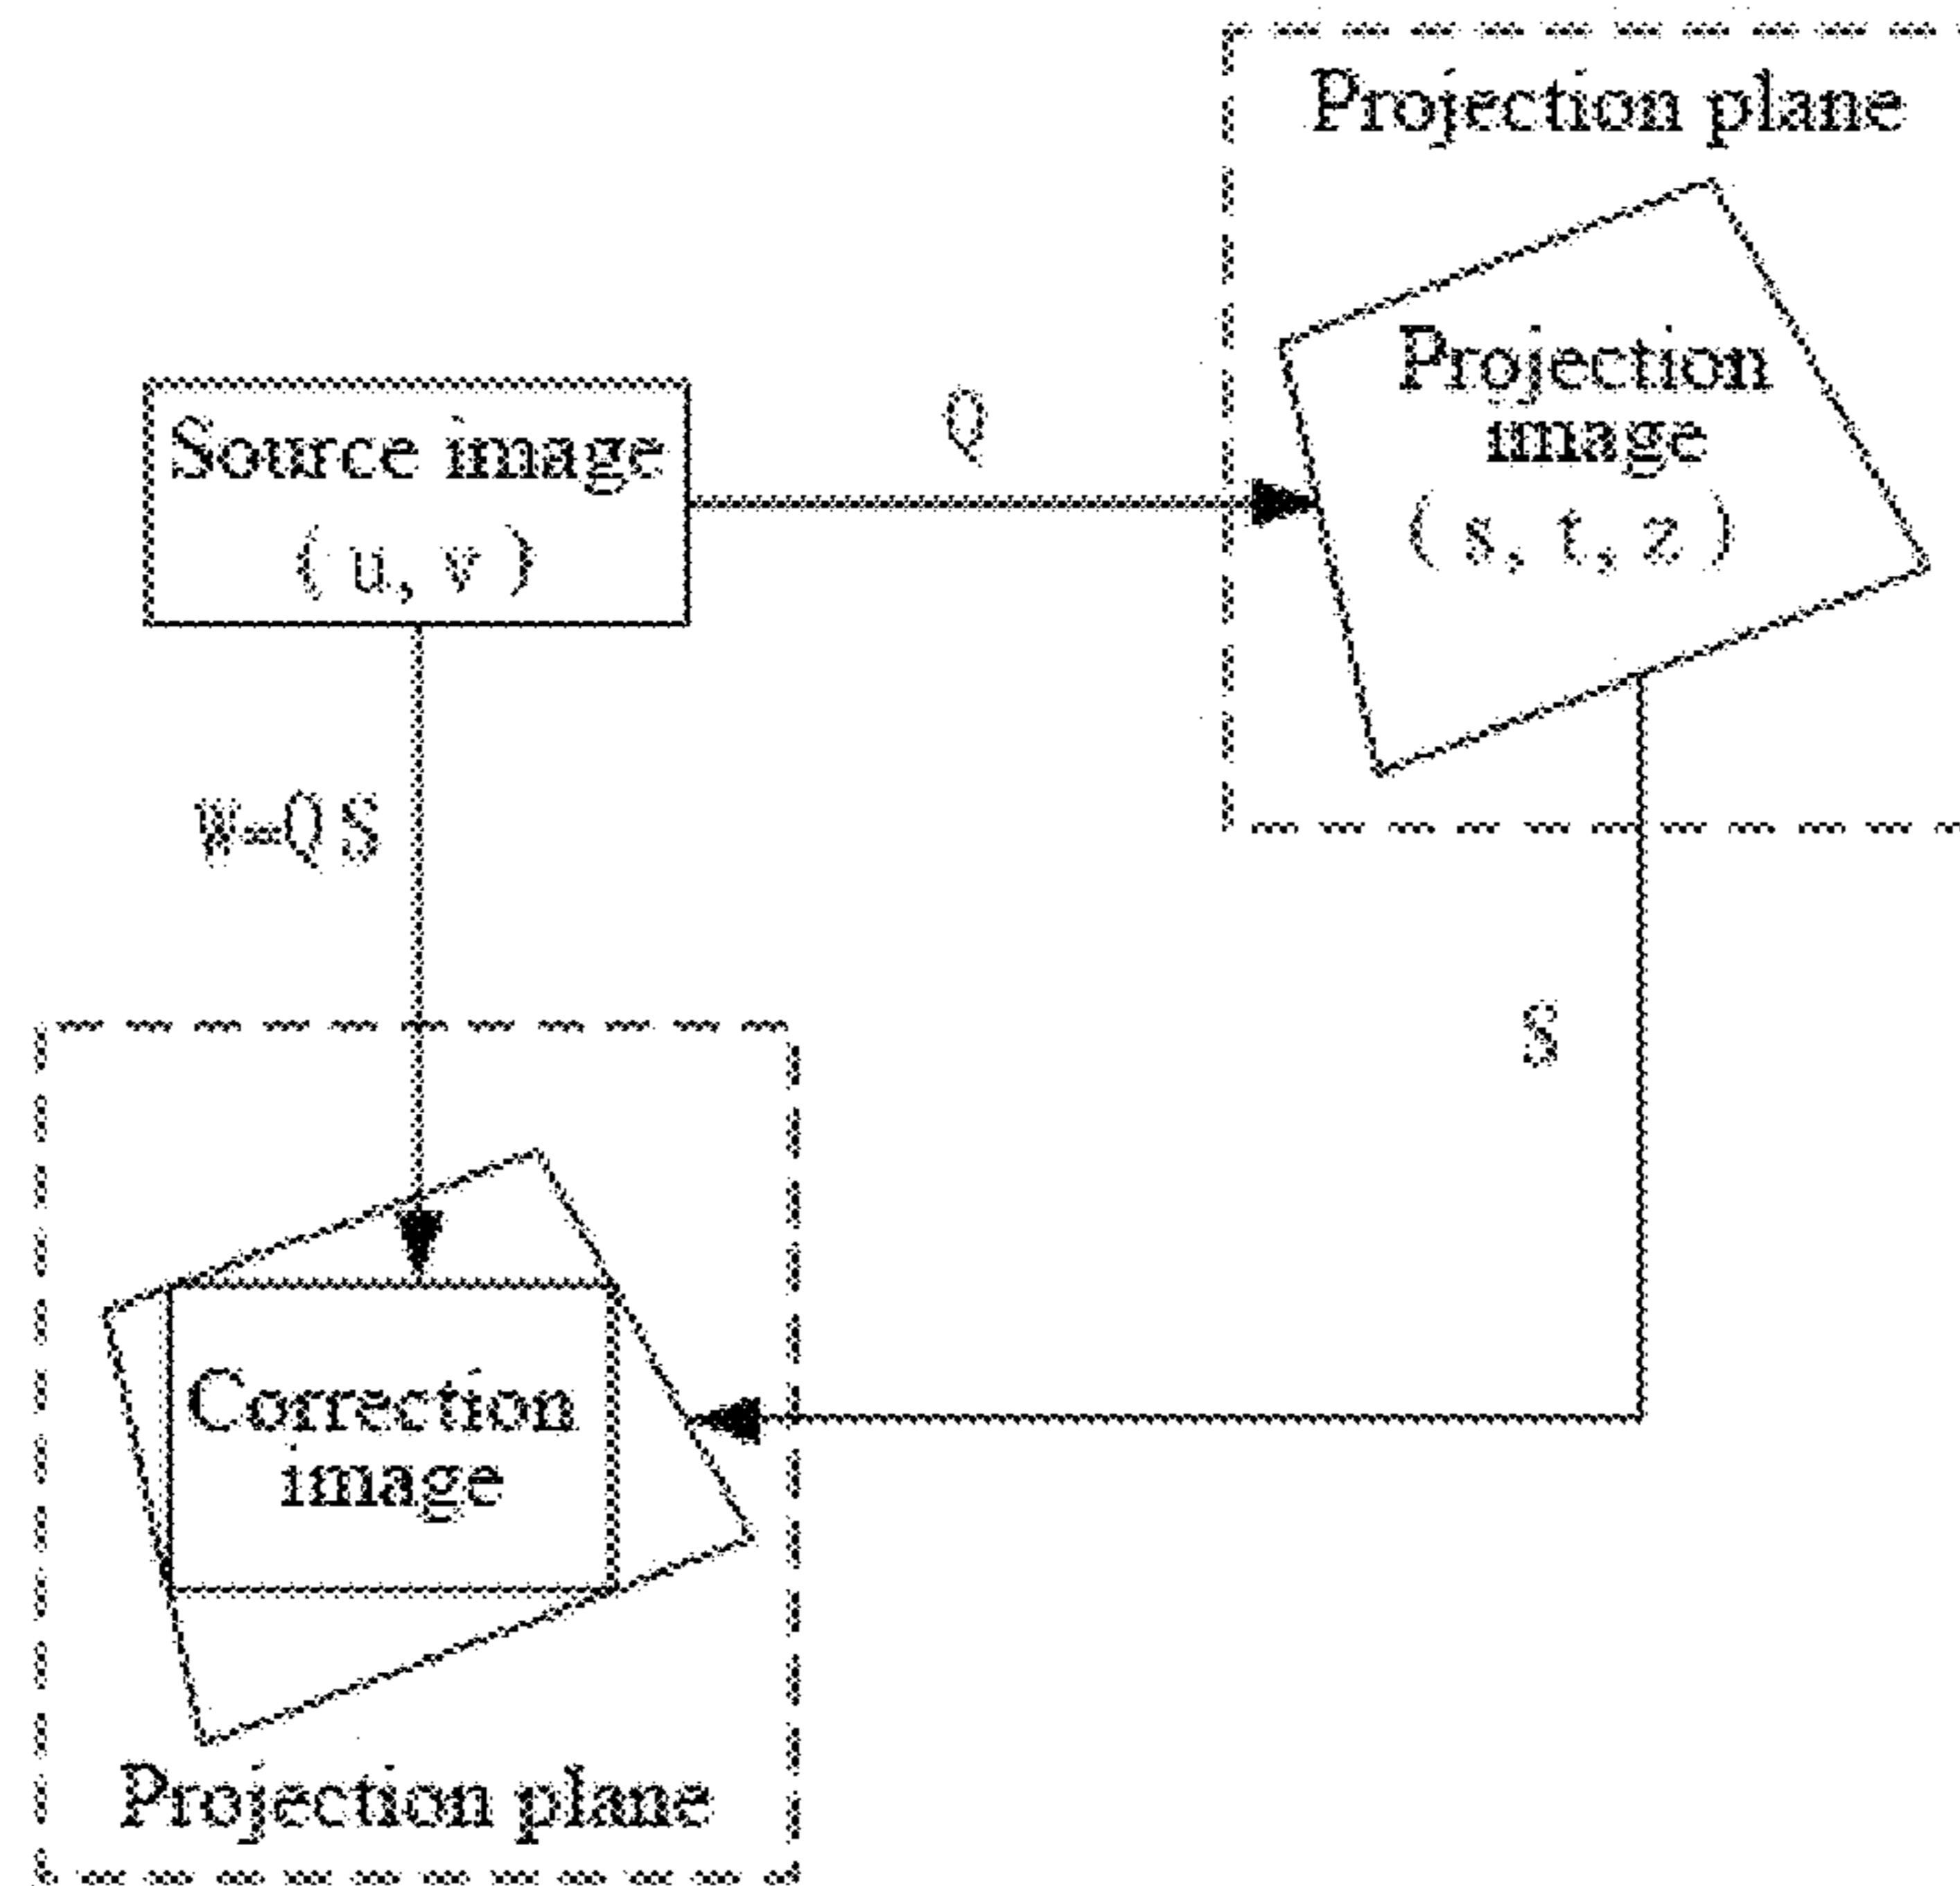 Projection plane
Source image
( u, v )
Q
Projection
image
( s, t, z )
W=QS
S
Correction
image
Projection plane